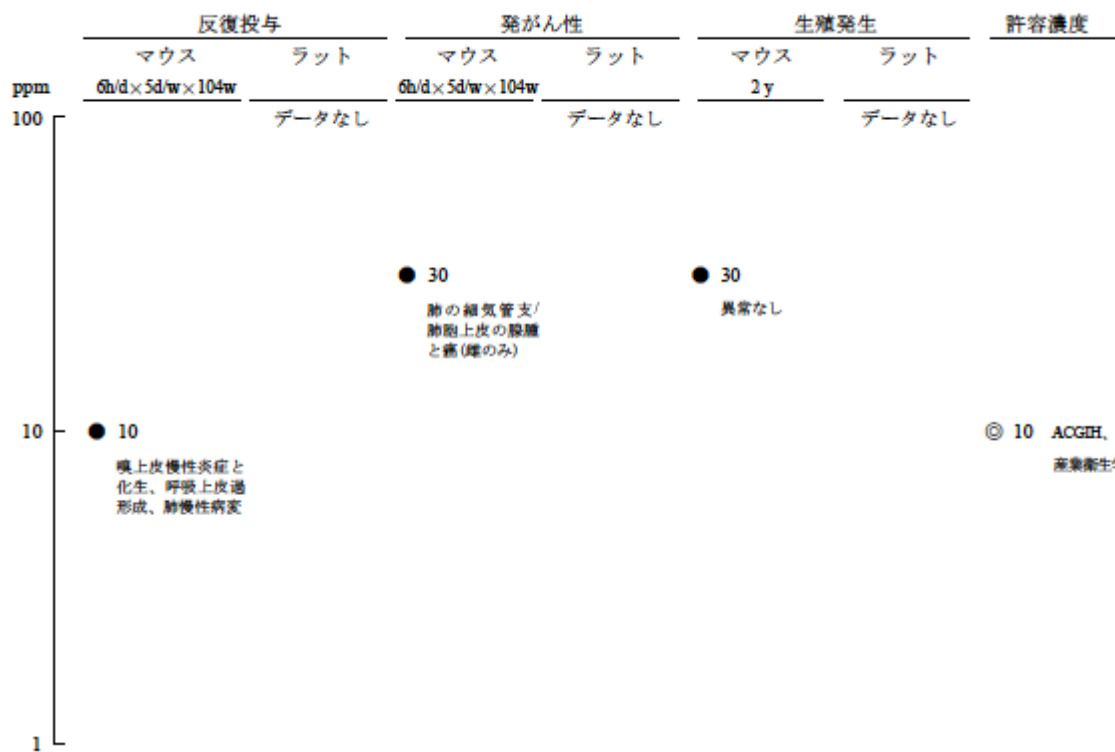 反復投与 発がん性 生殖発生 許容濃度
マウス ラット マウス ラット マウス ラット
ppm 6h/d×5d/w×104w 6h/d×5d/w×104w 2 y
100 データなし データなし データなし
● 30 ● 30
肺の細気管支/ 異常なし
肺胞上皮の腺腫
と癌(雌のみ)
10 ● 10 ◎ 10 ACGIH、
嗅上皮慢性炎症と 産業衛生
化生、呼吸上皮過
形成、肺慢性病変
1